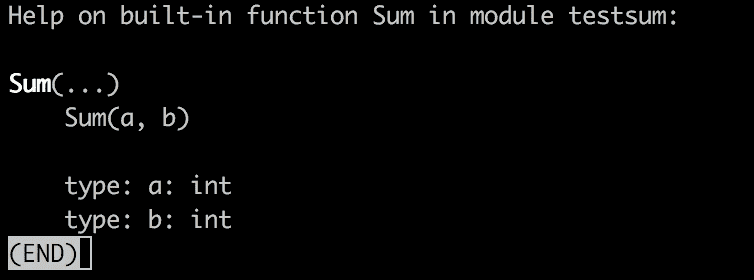 Help on built-in function Sum in module testsum:
Sum(...)
Sum(a, b)
type: a: int
type: b: int
(END)